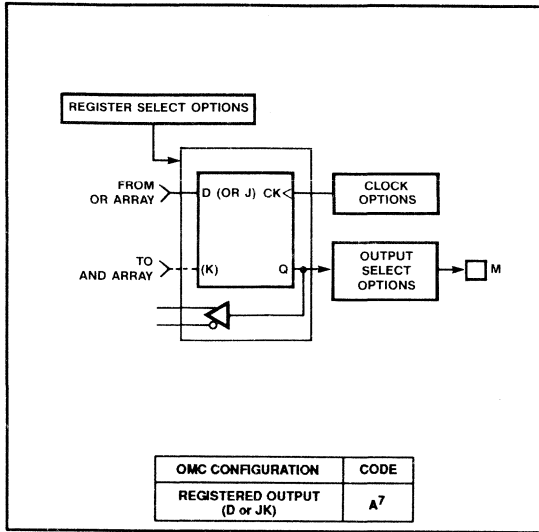 REGISTER SELECT OPTIONS
FROM
OR ARRAY
D (OR J)
CK
CLOCK
OPTIONS
TO
AND ARRAY
(K)
Q
OUTPUT
SELECT
OPTIONS
M
OMC CONFIGURATION
CODE
REGISTERED OUTPUT
(D or JK)
A7